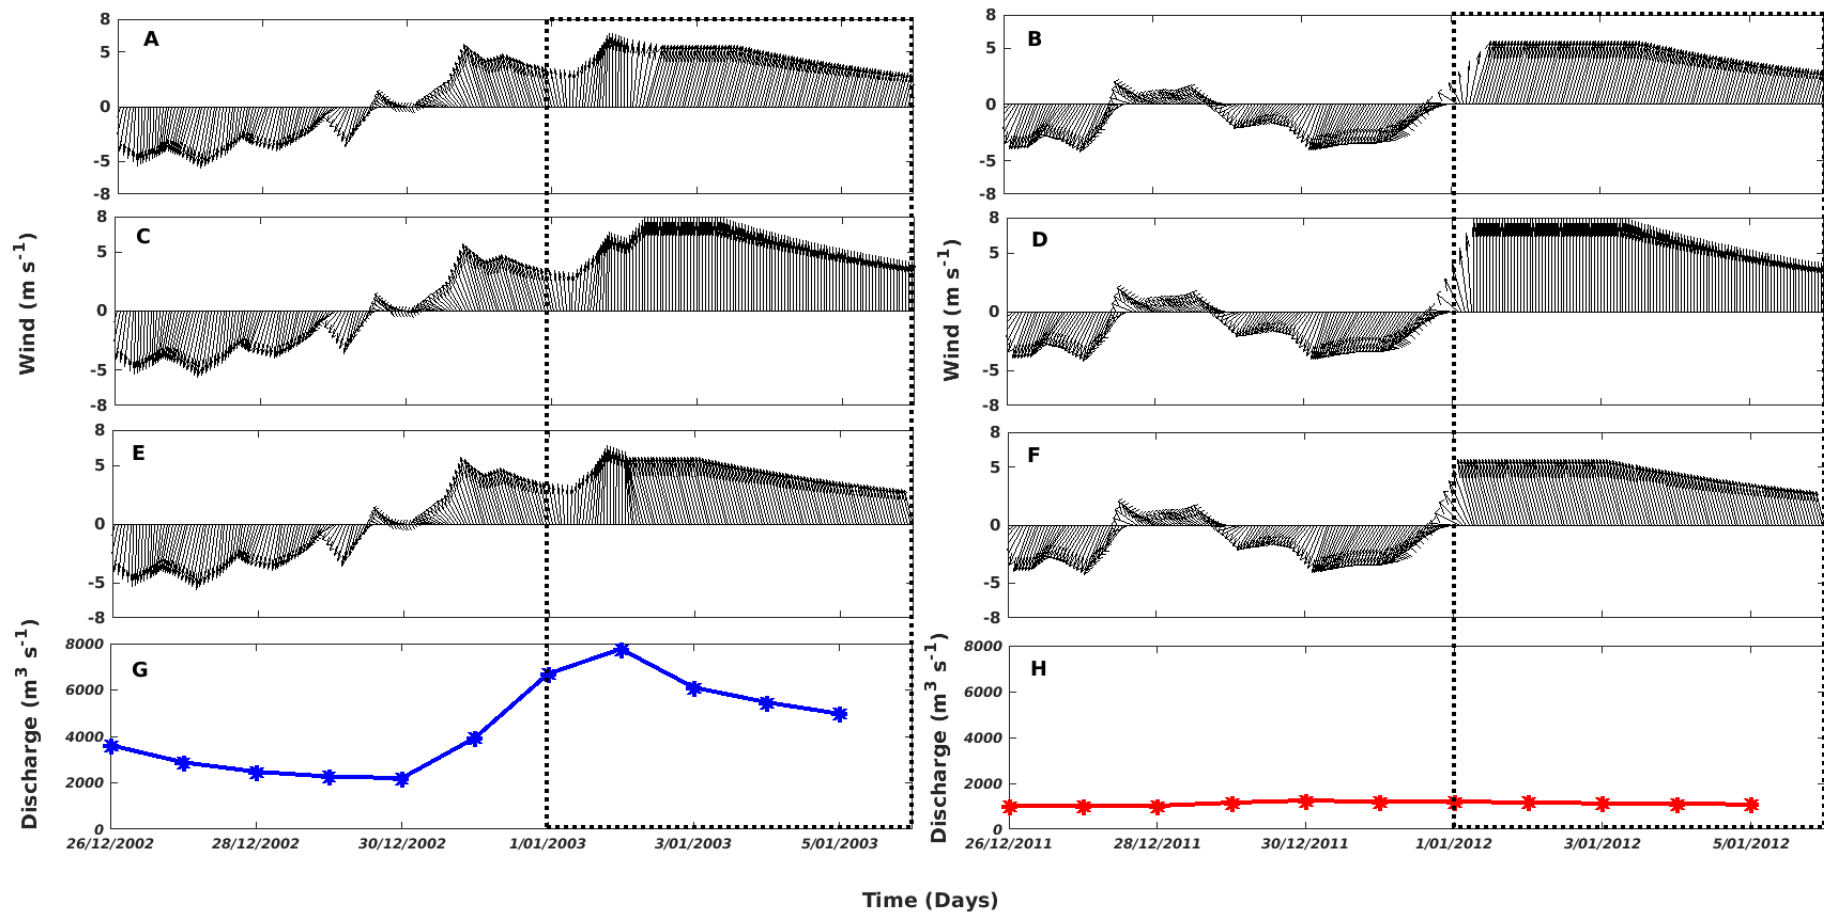 8
A
5
0
-5
-8
8
B
5
0
-5
-8
8
C
5
0
-5
-8
8
D
5
0
-5
-8
Wind (m s⁻¹)
Wind (m s⁻¹)
8
E
5
0
-5
-8
8
F
5
0
-5
-8
8000
G
6000
4000
2000
0
Discharge (m³ s⁻¹)
26/12/2002 28/12/2002 30/12/2002 1/01/2003 3/01/2003 5/01/2003
8000
H
6000
4000
2000
0
Discharge (m³ s⁻¹)
26/12/2011 28/12/2011 30/12/2011 1/01/2012 3/01/2012 5/01/2012
Time (Days)